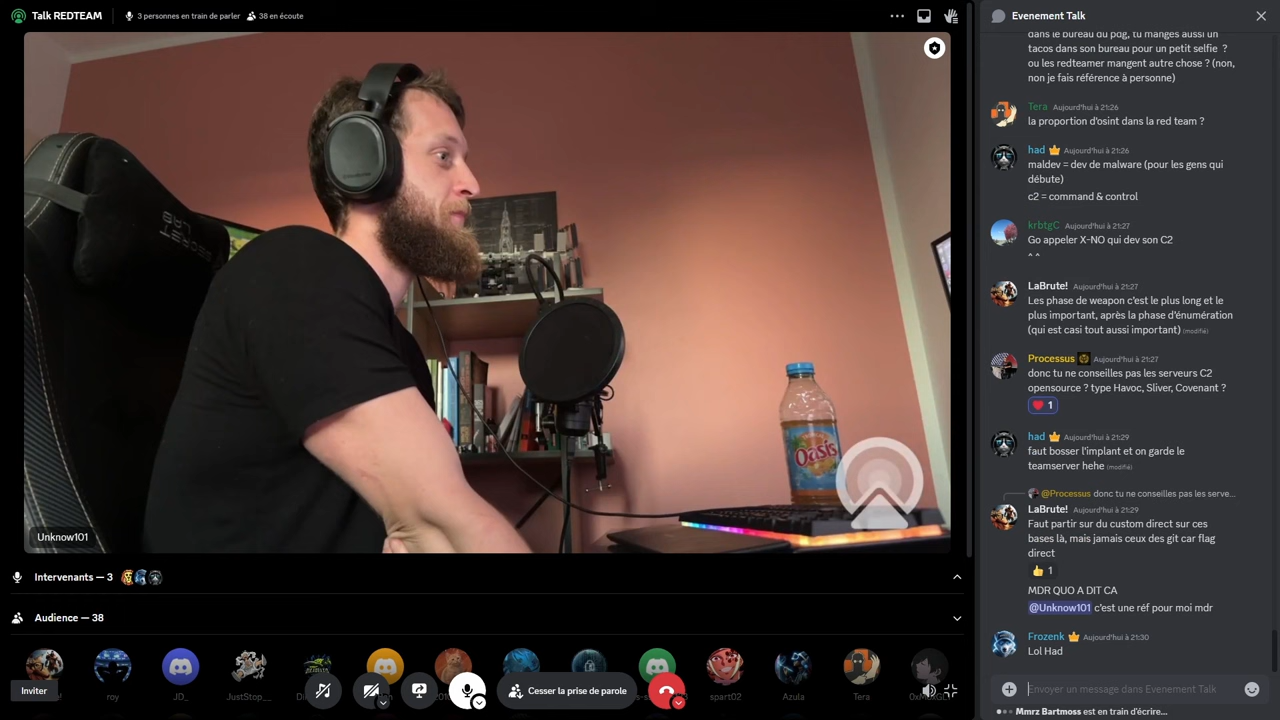 Talk REDTEAM
3 personnes en train de parler
38 en écoute
Evenement Talk
dans le bureau du pdg, tu manges aussi un
tacos dans son bureau pour un petit selfie ?
ou les redteamer mangent autre chose ? (non,
non je fais référence à personne)
Tera Aujourd'hui à 21:26
la proportion d'osint dans la red team ?
had Aujourd'hui à 21:26
maldev = dev de malware (pour les gens qui
débute)
c2 = command & control
krbtgC Aujourd'hui à 21:27
Go appeler X-NO qui dev son C2
^^
LaBrute! Aujourd'hui à 21:27
Les phase de weapon c'est le plus long et le
plus important, après la phase d'énumération
(qui est casi tout aussi important) (modifié)
Processus Aujourd'hui à 21:27
donc tu ne conseilles pas les serveurs C2
opensource ? type Havoc, Sliver, Covenant ?
1
had Aujourd'hui à 21:29
faut bosser l'implant et on garde le
teamserver hehe (modifié)
@Processus donc tu ne conseilles pas les serve...
LaBrute! Aujourd'hui à 21:29
Faut partir sur du custom direct sur ces
bases là, mais jamais ceux des git car flag
direct
1
MDR QUO A DIT CA
@Unknow101 c'est une réf pour moi mdr
Frozenk Aujourd'hui à 21:30
Lol Had
Envoyer un message dans Evenement Talk
Mmrz Bartmoss est en train d'écrire...
SECRET
LAB
Oasis
Unknow101
Intervenants — 3
Audience — 38
roy
JD_
JustStop__
spart02
Azula
Tera
Inviter
Cesser la prise de parole